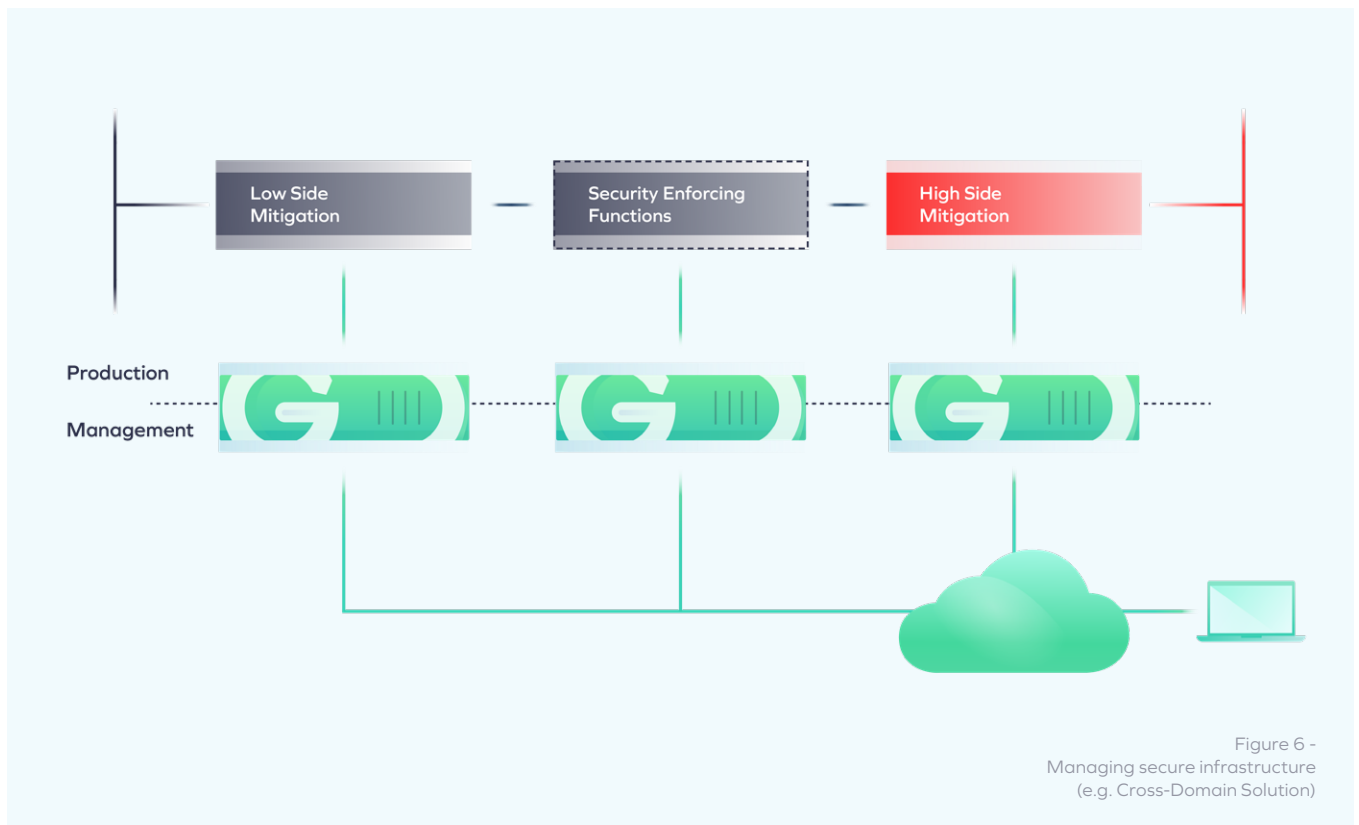 Low Side
Mitigation
Security Enforcing
Functions
High Side
Mitigation
Production
Management
Figure 6 -
Managing secure infrastructure
(e.g. Cross-Domain Solution)